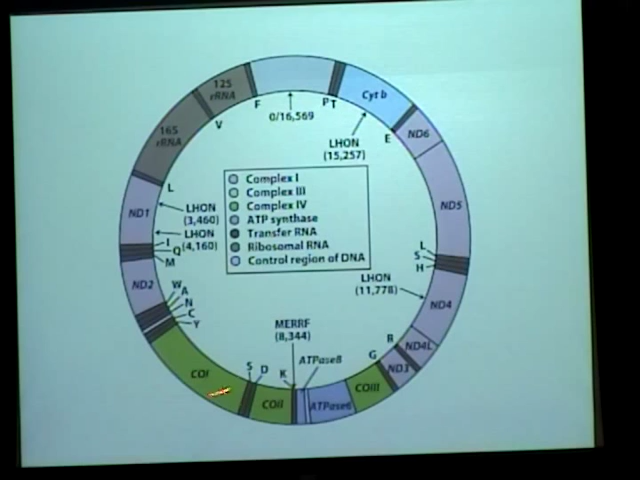 12S
rRNA
F
0/16,569
P T
Cyt b
E
ND6
LHON
(15,257)
16S
rRNA
V
L
ND1
LHON
(3,460)
LHON
(4,160)
I
Q
M
Complex I
Complex III
Complex IV
ATP synthase
Transfer RNA
Ribosomal RNA
Control region of DNA
ND5
L
S
H
LHON
(11,778)
ND4
ND2
W
A
N
C
Y
MERRF
(8,344)
ATPase8
R
ND4L
G
ND3
COI
S
D
K
COII
ATPase6
COIII